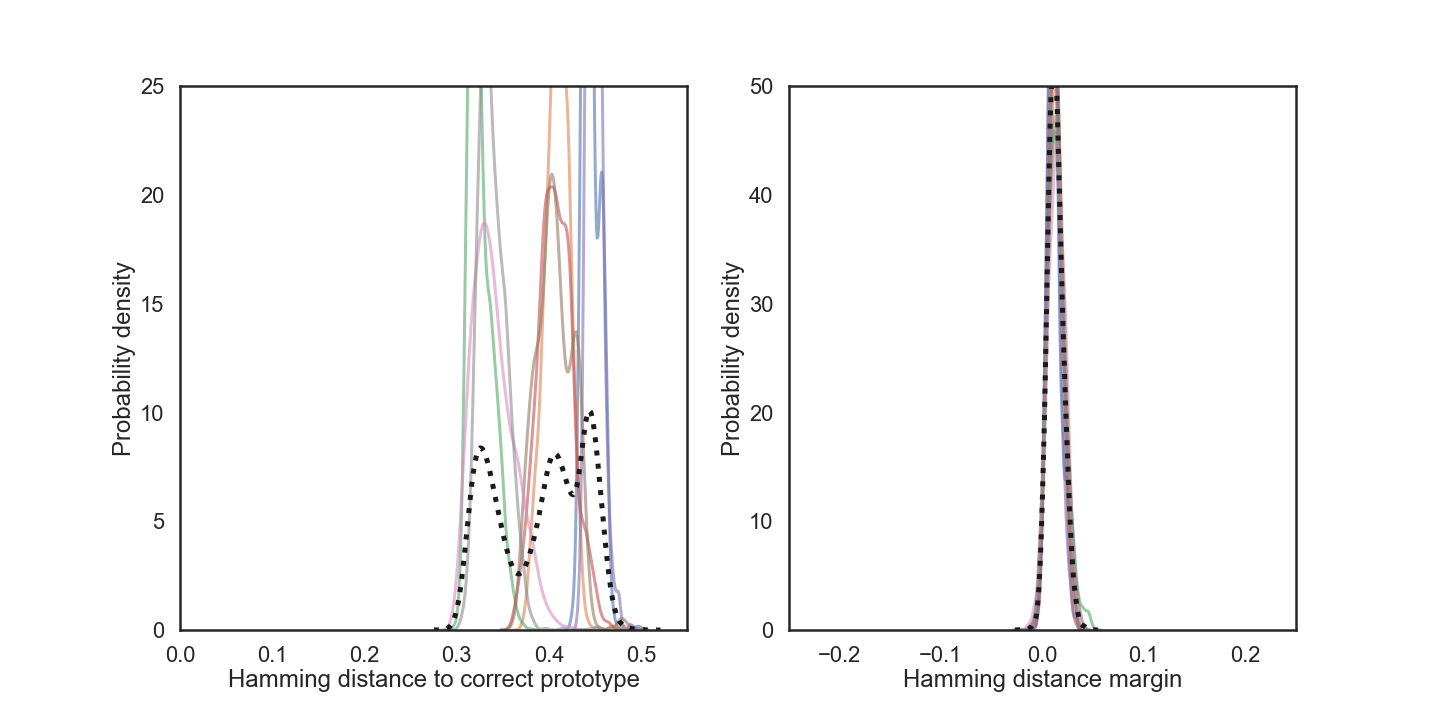 25
20
15
10
5
0
0.0 0.1 0.2 0.3 0.4 0.5
Probability density
Hamming distance to correct prototype
50
40
30
20
10
0
−0.2 −0.1 0.0 0.1 0.2
Probability density
Hamming distance margin